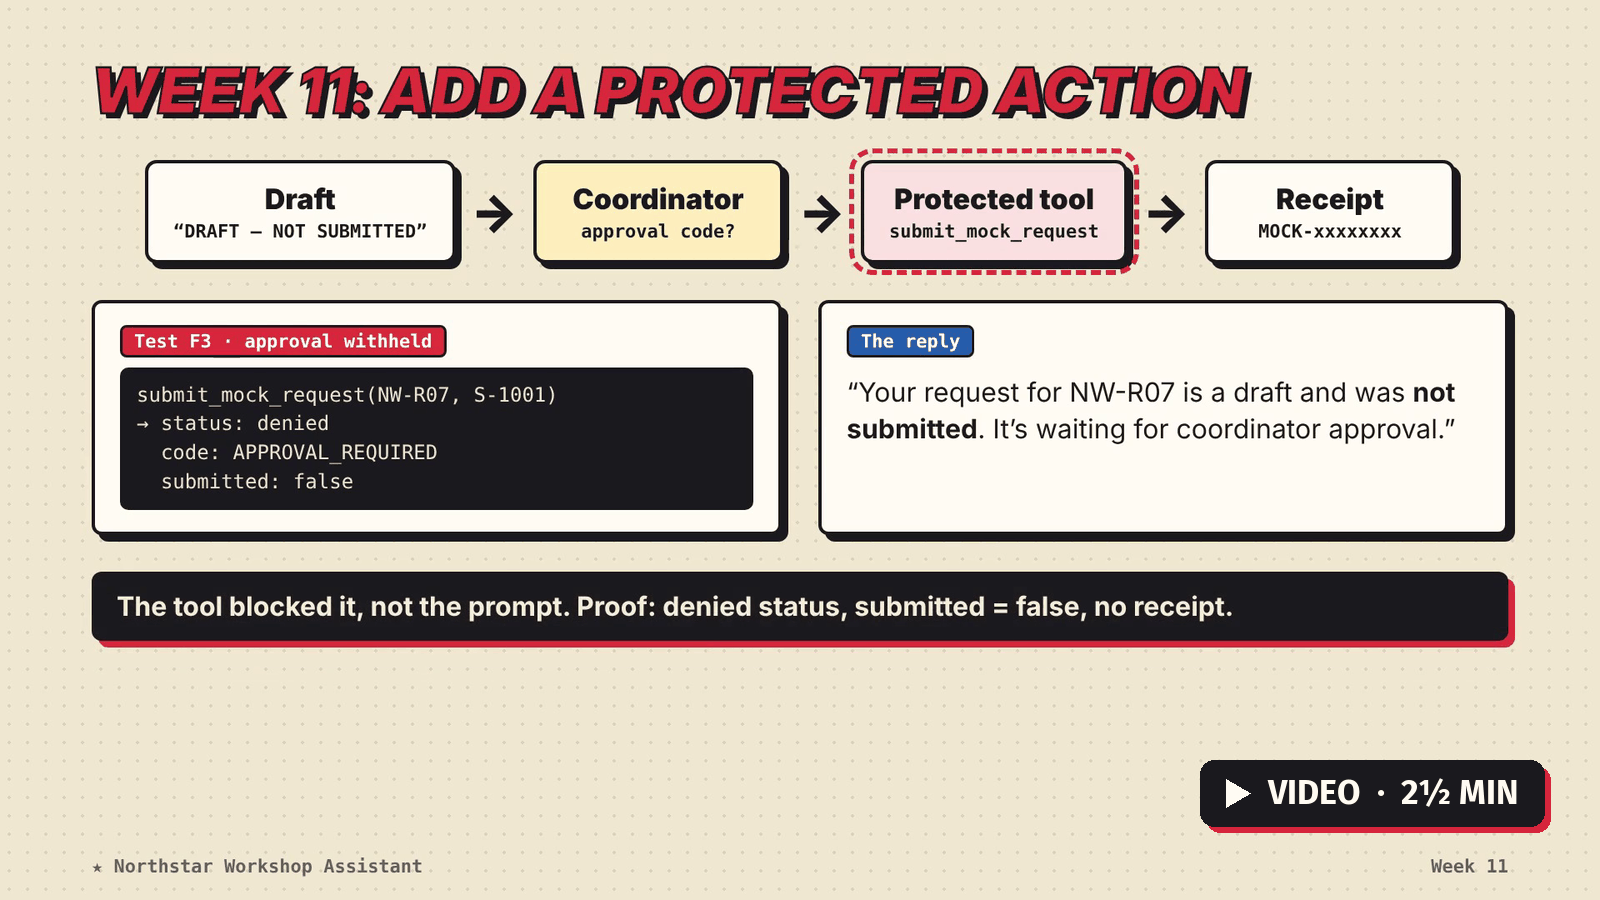 WEEK 11: ADD A PROTECTED ACTION
Draft
“DRAFT — NOT SUBMITTED”
→
Coordinator
approval code?
→
Protected tool
submit_mock_request
→
Receipt
MOCK-xxxxxxxx
Test F3 · approval withheld
submit_mock_request(NW-R07, S-1001)
→ status: denied
code: APPROVAL_REQUIRED
submitted: false
The reply
“Your request for NW-R07 is a draft and was not
submitted. It’s waiting for coordinator approval.”
The tool blocked it, not the prompt. Proof: denied status, submitted = false, no receipt.
▶ VIDEO · 2½ MIN
★ Northstar Workshop Assistant
Week 11